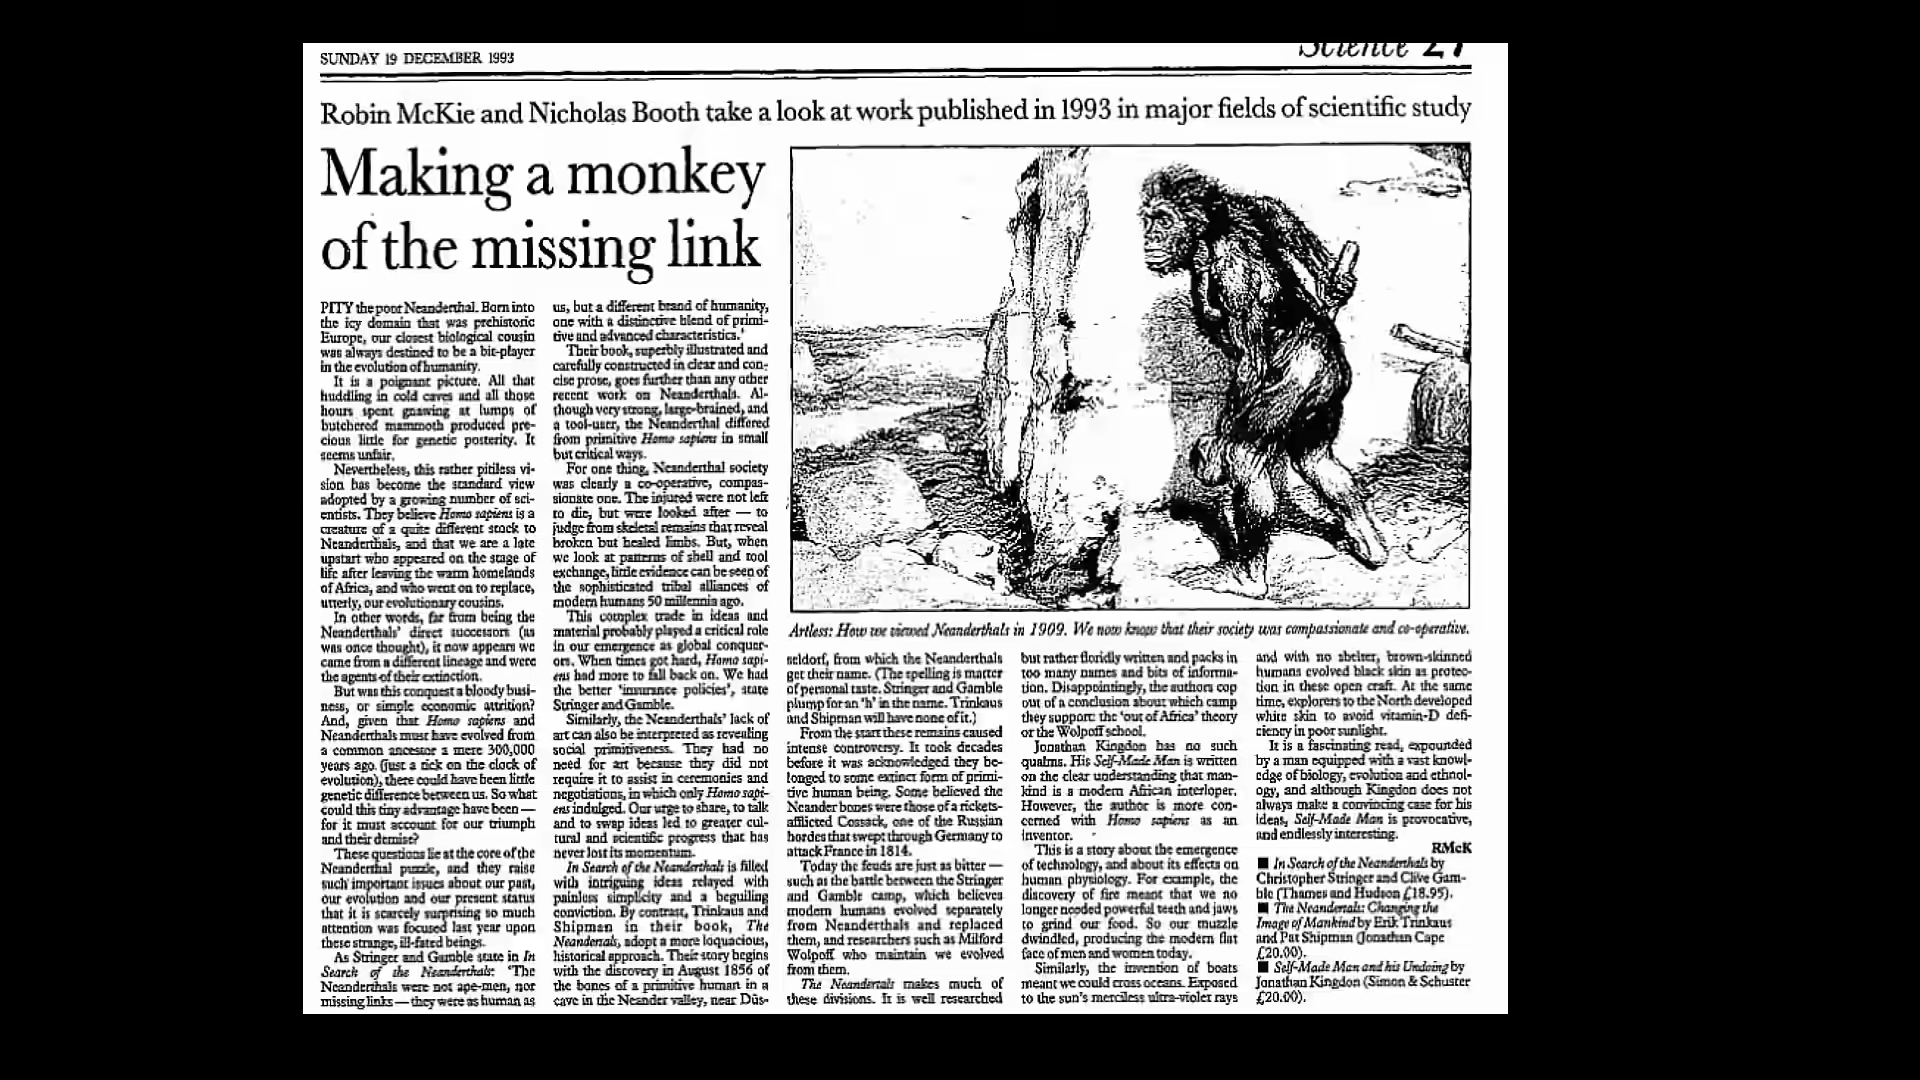 SUNDAY 19 DECEMBER 1993
Science 27
Robin McKie and Nicholas Booth take a look at work published in 1993 in major fields of scientific study
Making a monkey
of the missing link
PITY the poor Neanderthal. Born into
the icy domain that was prehistoric
Europe, our closest biological cousin
was always destined to be a bit-player
in the evolution of humanity.
It is a poignant picture. All that
huddling in cold caves and all those
hours spent gnawing at lumps of
butchered mammoth produced pre-
cious little for genetic posterity. It
seems unfair.
Nevertheless, this rather pitiless vi-
sion has become the standard view
adopted by a growing number of sci-
entists. They believe Homo sapiens is a
creature of a quite different stock to
Neanderthals, and that we are a late
upstart who appeared on the stage of
life after leaving the warm homelands
of Africa, and who went on to replace,
utterly, our evolutionary cousins.
In other words, far from being the
Neanderthals' direct successors (as
was once thought), it now appears we
came from a different lineage and were
the agents of their extinction.
But was this conquest a bloody busi-
ness, or simple economic attrition?
And, given that Homo sapiens and
Neanderthals must have evolved from
a common ancestor a mere 300,000
years ago (just a tick on the clock of
evolution), there could have been little
genetic difference between us. So what
could this tiny advantage have been —
for it must account for our triumph
and their demise?
These questions lie at the core of the
Neanderthal puzzle, and they raise
such important issues about our past,
our evolution and our present status
that it is scarcely surprising so much
attention was focused last year upon
these strange, ill-fated beings.
As Stringer and Gamble state in In
Search of the Neanderthals: 'The
Neanderthals were not ape-men, nor
missing links — they were as human as
us, but a different brand of humanity,
one with a distinctive blend of primi-
tive and advanced characteristics.'
Their book, superbly illustrated and
carefully constructed in clear and con-
cise prose, goes further than any other
recent work on Neanderthals. Al-
though very strong, large-brained, and
a tool-user, the Neanderthal differed
from primitive Homo sapiens in small
but critical ways.
For one thing, Neanderthal society
was clearly a co-operative, compas-
sionate one. The injured were not left
to die, but were looked after — to
judge from skeletal remains that reveal
broken but healed limbs. But, when
we look at patterns of shell and tool
exchange, little evidence can be seen of
the sophisticated tribal alliances of
modern humans 50 millennia ago.
This complex trade in ideas and
material probably played a critical role
in our emergence as global conquer-
ors. When times got hard, Homo sapi-
ens had more to fall back on. We had
the better 'insurance policies', state
Stringer and Gamble.
Similarly, the Neanderthals' lack of
art can also be interpreted as revealing
social primitiveness. They had no
need for art because they did not
require it to assist in ceremonies and
negotiations, in which only Homo sapi-
ens indulged. Our urge to share, to talk
and to swap ideas led to greater cul-
tural and scientific progress that has
never lost its momentum.
In Search of the Neanderthals is filled
with intriguing ideas relayed with
painless simplicity and a beguiling
conviction. By contrast, Trinkaus and
Shipman in their book, The
Neandertals, adopt a more loquacious,
historical approach. Their story begins
with the discovery in August 1856 of
the bones of a primitive human in a
cave in the Neander valley, near Düs-
Artless: How we viewed Neanderthals in 1909. We now know that their society was compassionate and co-operative.
seldorf, from which the Neanderthals
get their name. (The spelling is matter
of personal taste. Stringer and Gamble
plump for an 'h' in the name. Trinkaus
and Shipman will have none of it.)
From the start these remains caused
intense controversy. It took decades
before it was acknowledged they be-
longed to some extinct form of primi-
tive human being. Some believed the
Neander bones were those of a rickets-
afflicted Cossack, one of the Russian
hordes that swept through Germany to
attack France in 1814.
Today the feuds are just as bitter —
such as the battle between the Stringer
and Gamble camp, which believes
modern humans evolved separately
from Neanderthals and replaced
them, and researchers such as Milford
Wolpoff who maintain we evolved
from them.
The Neandertals makes much of
these divisions. It is well researched
but rather floridly written and packs in
too many names and bits of informa-
tion. Disappointingly, the authors cop
out of a conclusion about which camp
they support: the 'out of Africa' theory
or the Wolpoff school.
Jonathan Kingdon has no such
qualms. His Self-Made Man is written
on the clear understanding that man-
kind is a modern African interloper.
However, the author is more con-
cerned with Homo sapiens as an
inventor.
This is a story about the emergence
of technology, and about its effects on
human physiology. For example, the
discovery of fire meant that we no
longer needed powerful teeth and jaws
to grind our food. So our muzzle
dwindled, producing the modern flat
face of men and women today.
Similarly, the invention of boats
meant we could cross oceans. Exposed
to the sun's merciless ultra-violet rays
and with no shelter, brown-skinned
humans evolved black skin as protec-
tion in these open craft. At the same
time, explorers to the North developed
white skin to avoid vitamin-D defi-
ciency in poor sunlight.
It is a fascinating read, expounded
by a man equipped with a vast knowl-
edge of biology, evolution and ethnol-
ogy, and although Kingdon does not
always make a convincing case for his
ideas, Self-Made Man is provocative,
and endlessly interesting.
RMcK
■ In Search of the Neanderthals by
Christopher Stringer and Clive Gam-
ble (Thames and Hudson £18.95).
■ The Neandertals: Changing the
Image of Mankind by Erik Trinkaus
and Pat Shipman (Jonathan Cape
£20.00).
■ Self-Made Man and his Undoing by
Jonathan Kingdon (Simon & Schuster
£20.00).